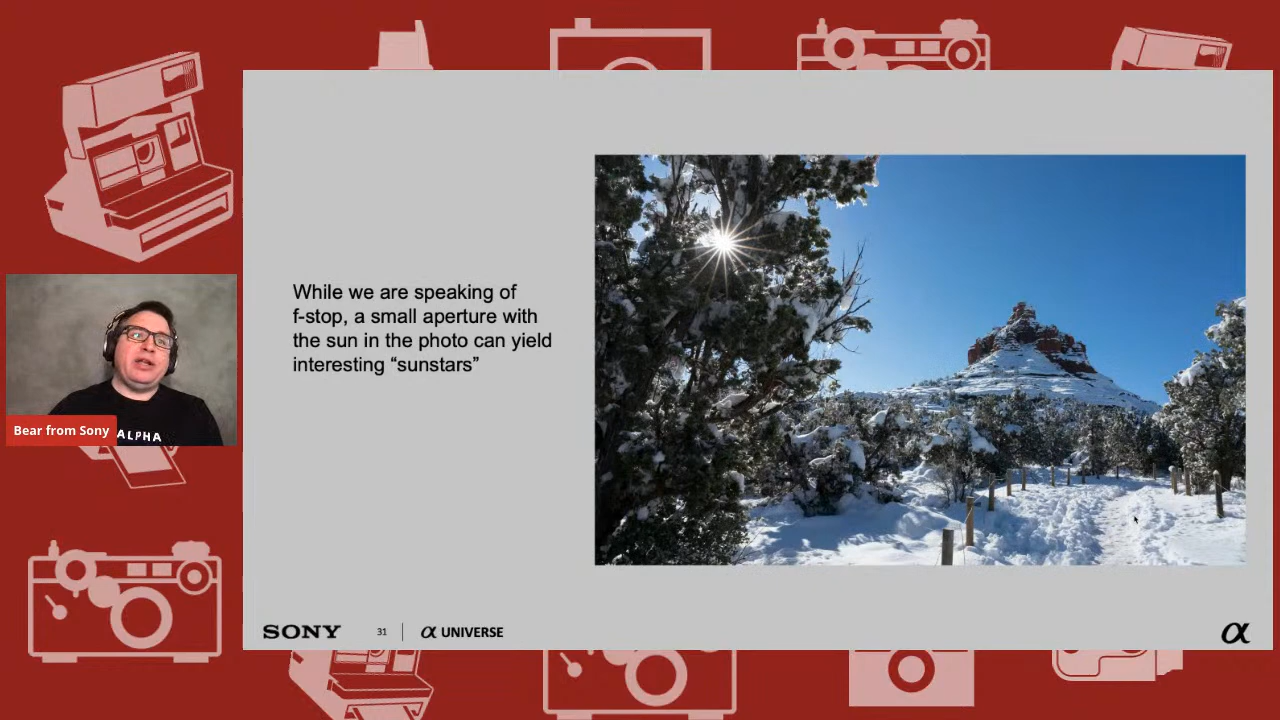 While we are speaking of
f-stop, a small aperture with
the sun in the photo can yield
interesting “sunstars”
Bear from Sony
ALPHA
SONY 31 α UNIVERSE
α